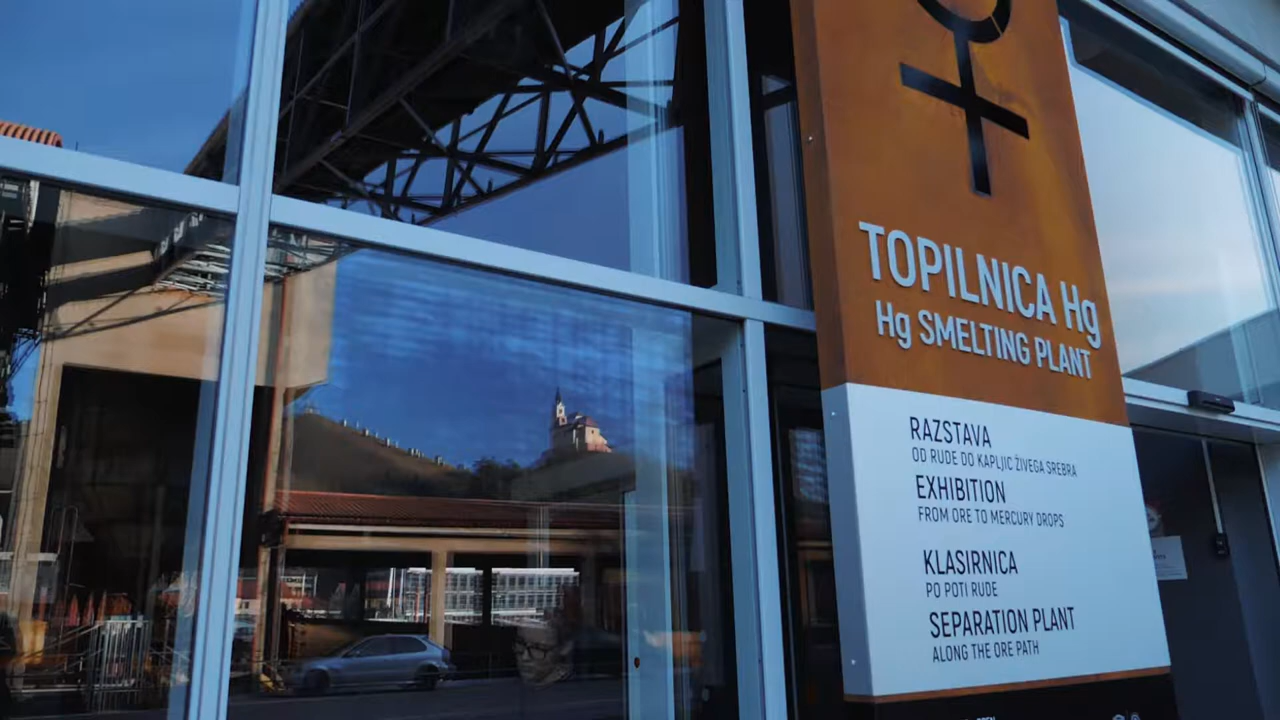 TOPILNICA Hg
Hg SMELTING PLANT
RAZSTAVA
OD RUDE DO KAPLJIC ŽIVEGA SREBRA
EXHIBITION
FROM ORE TO MERCURY DROPS
KLASIRNICA
PO POTI RUDE
SEPARATION PLANT
ALONG THE ORE PATH